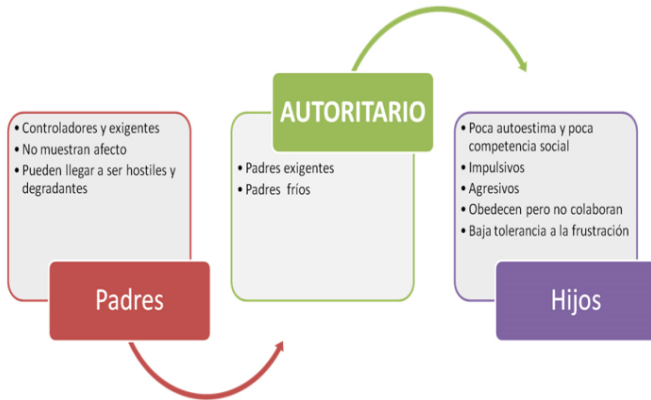 • Controladores y exigentes
• No muestran afecto
• Pueden llegar a ser hostiles y
degradantes
Padres
AUTORITARIO
• Padres exigentes
• Padres fríos
• Poca autoestima y poca
competencia social
• Impulsivos
• Agresivos
• Obedecen pero no colaboran
• Baja tolerancia a la frustración
Hijos